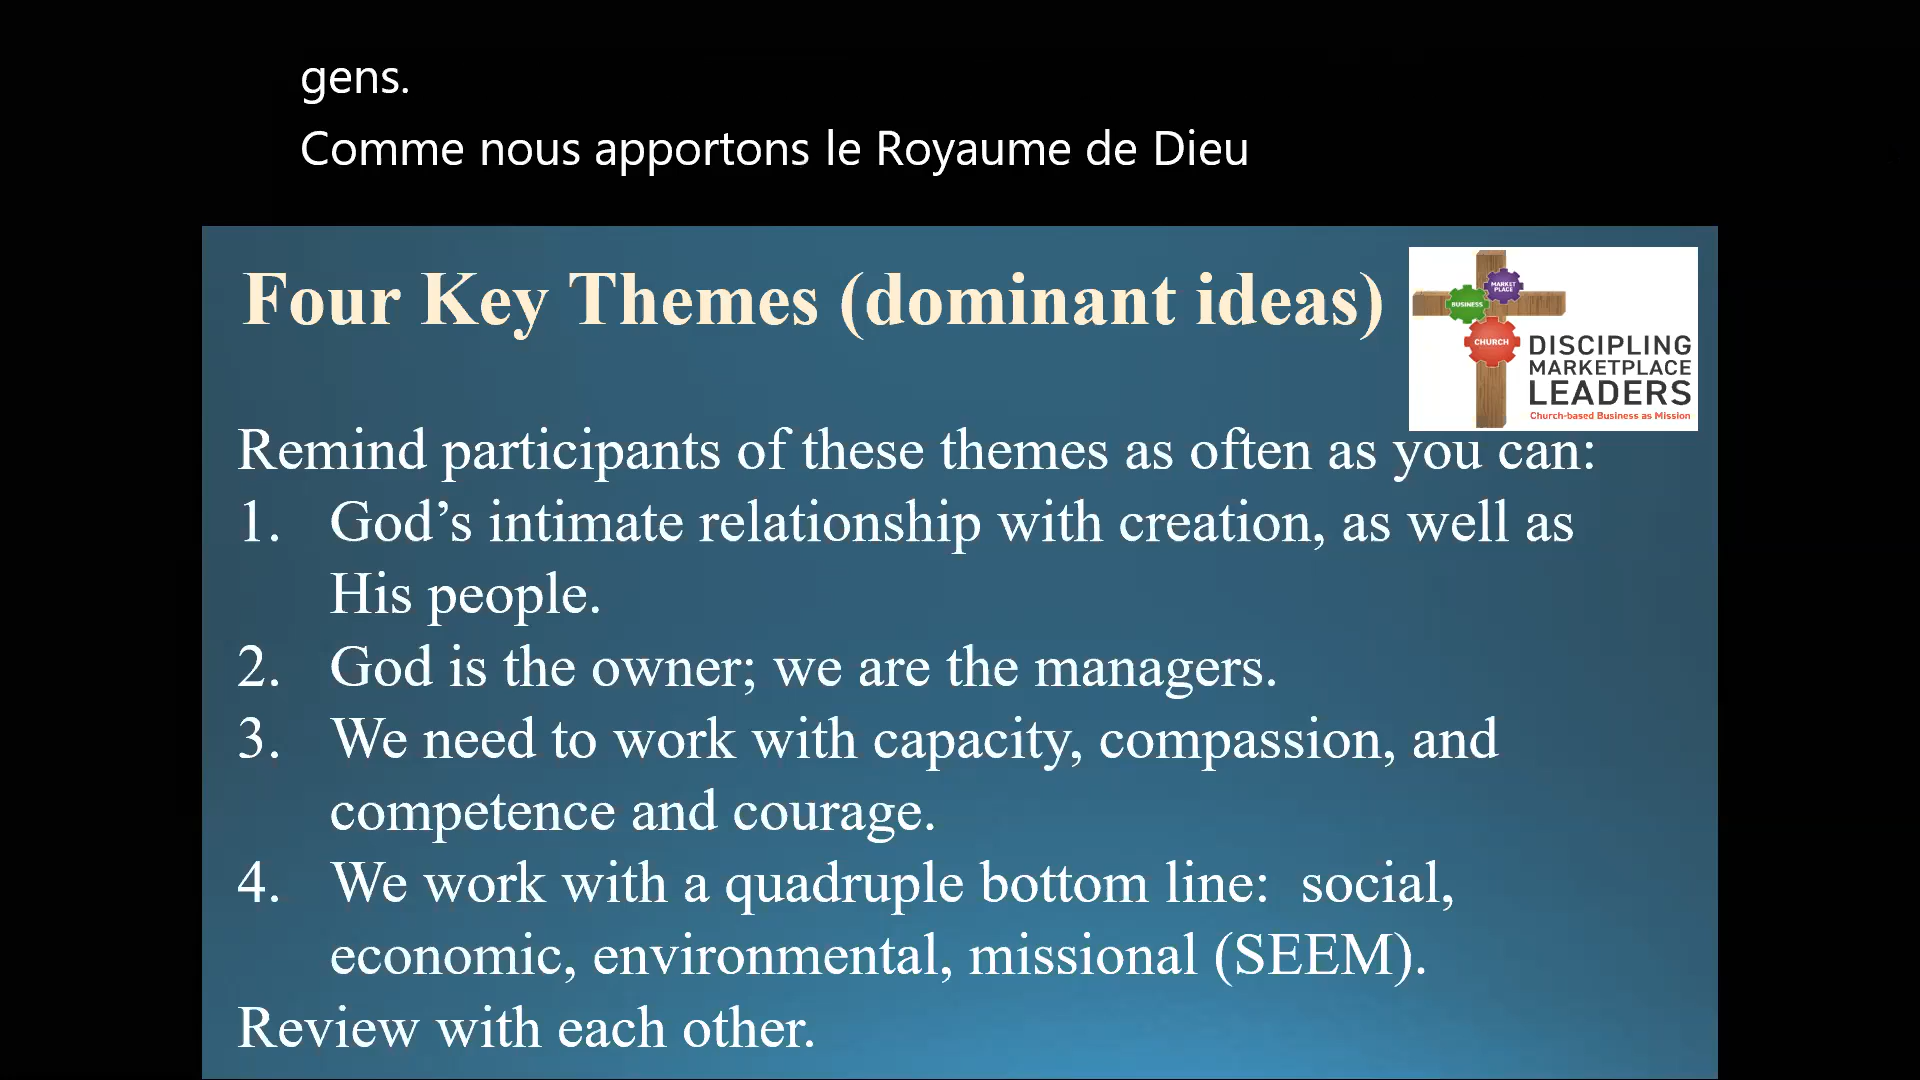 gens.
Comme nous apportons le Royaume de Dieu
Four Key Themes (dominant ideas)
MARKET
PLACE
BUSINESS
CHURCH
DISCIPLING
MARKETPLACE
LEADERS
Church-based Business as Mission
Remind participants of these themes as often as you can:
1. God’s intimate relationship with creation, as well as
His people.
2. God is the owner; we are the managers.
3. We need to work with capacity, compassion, and
competence and courage.
4. We work with a quadruple bottom line:  social,
economic, environmental, missional (SEEM).
Review with each other.